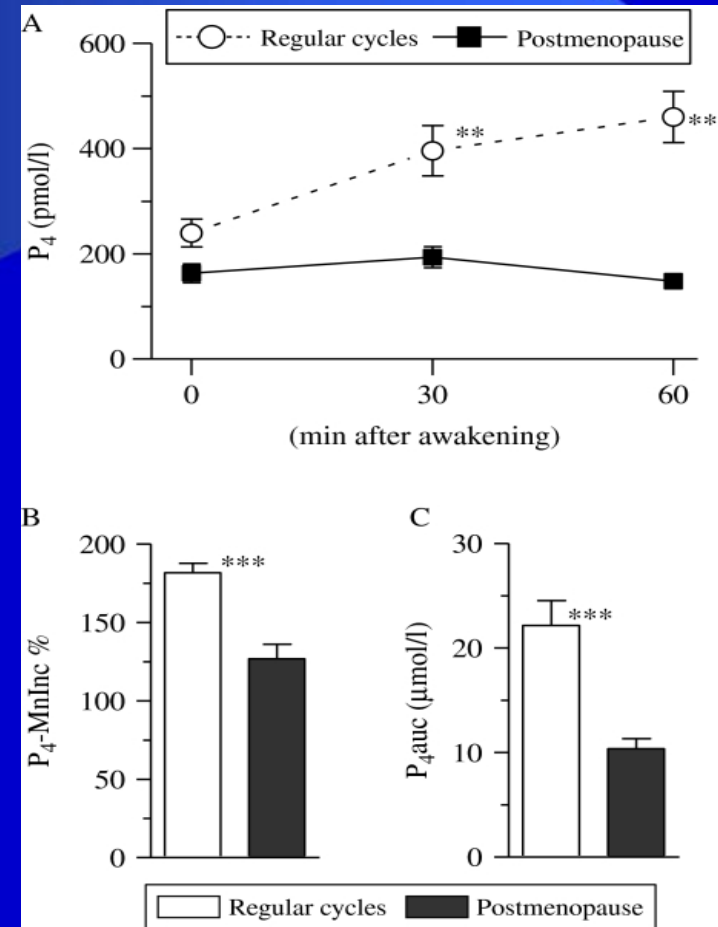 A
Regular cycles
Postmenopause
600
400
200
0
P₄ (pmol/l)
**
**
0
30
60
(min after awakening)
B
200
150
100
50
0
P₄-MnInc %
***
C
30
20
10
0
P₄auc (µmol/l)
***
Regular cycles
Postmenopause